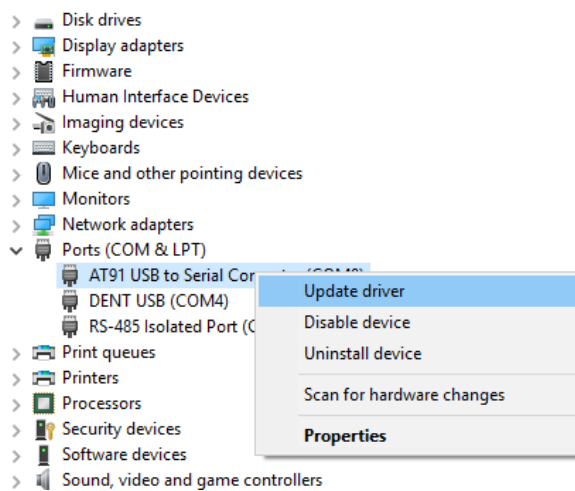 Disk drives
Display adapters
Firmware
Human Interface Devices
Imaging devices
Keyboards
Mice and other pointing devices
Monitors
Network adapters
Ports (COM & LPT)
AT91 USB to Serial
DENT USB (COM4)
RS-485 Isolated Port
Update driver
Disable device
Uninstall device
Scan for hardware changes
Properties
Print queues
Printers
Processors
Security devices
Software devices
Sound, video and game controllers